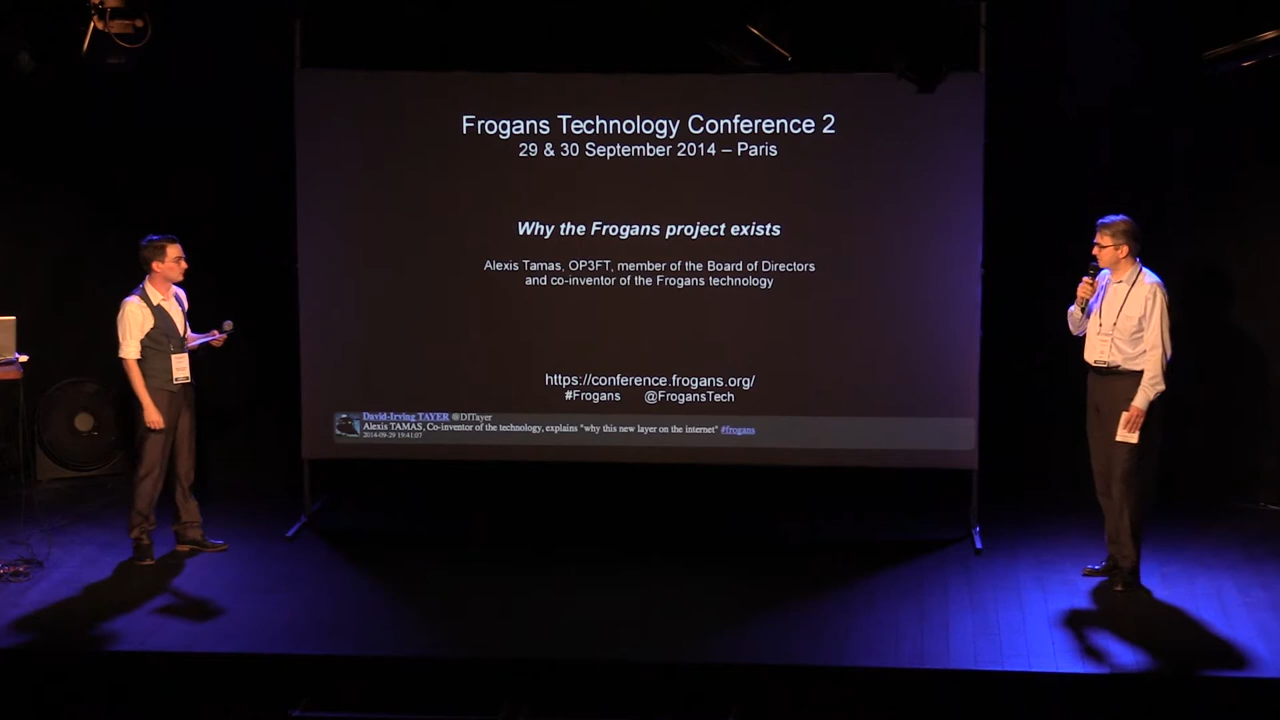 Frogans Technology Conference 2
29 & 30 September 2014 – Paris
Why the Frogans project exists
Alexis Tamas, OP3FT, member of the Board of Directors
and co-inventor of the Frogans technology
https://conference.frogans.org/
#Frogans @FrogansTech
David-Irving TAYER @DITayer
Alexis TAMAS, Co-inventor of the technology, explains "why this new layer on the internet" #frogans
2014-09-29 19:41:07